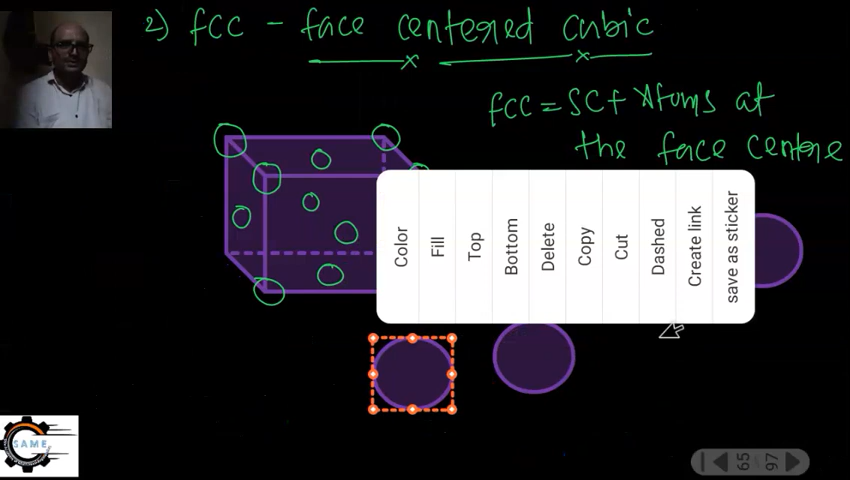 2) FCC - face centered cubic
FCC = SC + Atoms at
the face centre
Color
Fill
Top
Bottom
Delete
Copy
Cut
Dashed
Create link
save as sticker
SAME
65
97